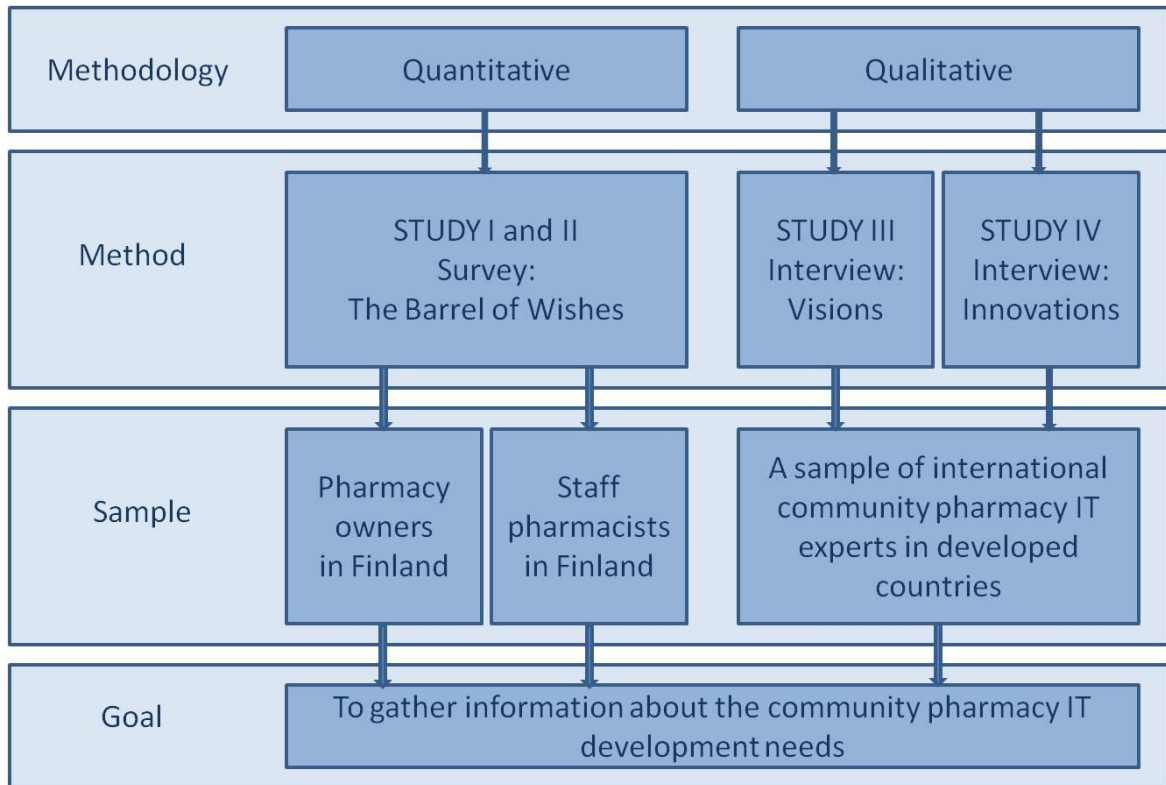 Methodology
Quantitative
Qualitative
Method
STUDY I and II
Survey:
The Barrel of Wishes
STUDY III
Interview:
Visions
STUDY IV
Interview:
Innovations
Sample
Pharmacy
owners
in Finland
Staff
pharmacists
in Finland
A sample of international
community pharmacy IT
experts in developed
countries
Goal
To gather information about the community pharmacy IT
development needs